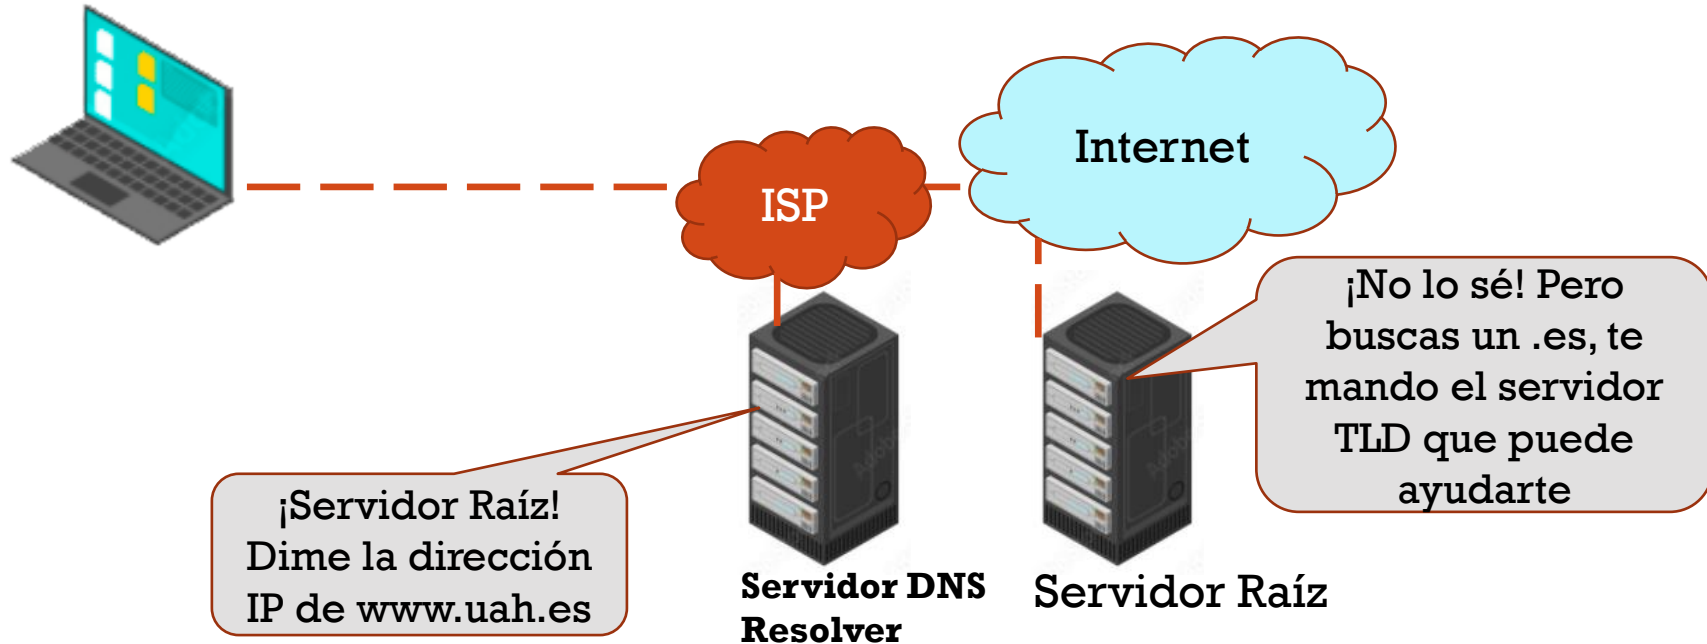 Internet
ISP
¡No lo sé! Pero
buscas un .es, te
mando el servidor
TLD que puede
ayudarte
¡Servidor Raíz!
Dime la dirección
IP de www.uah.es
Servidor DNS
Resolver
Servidor Raíz